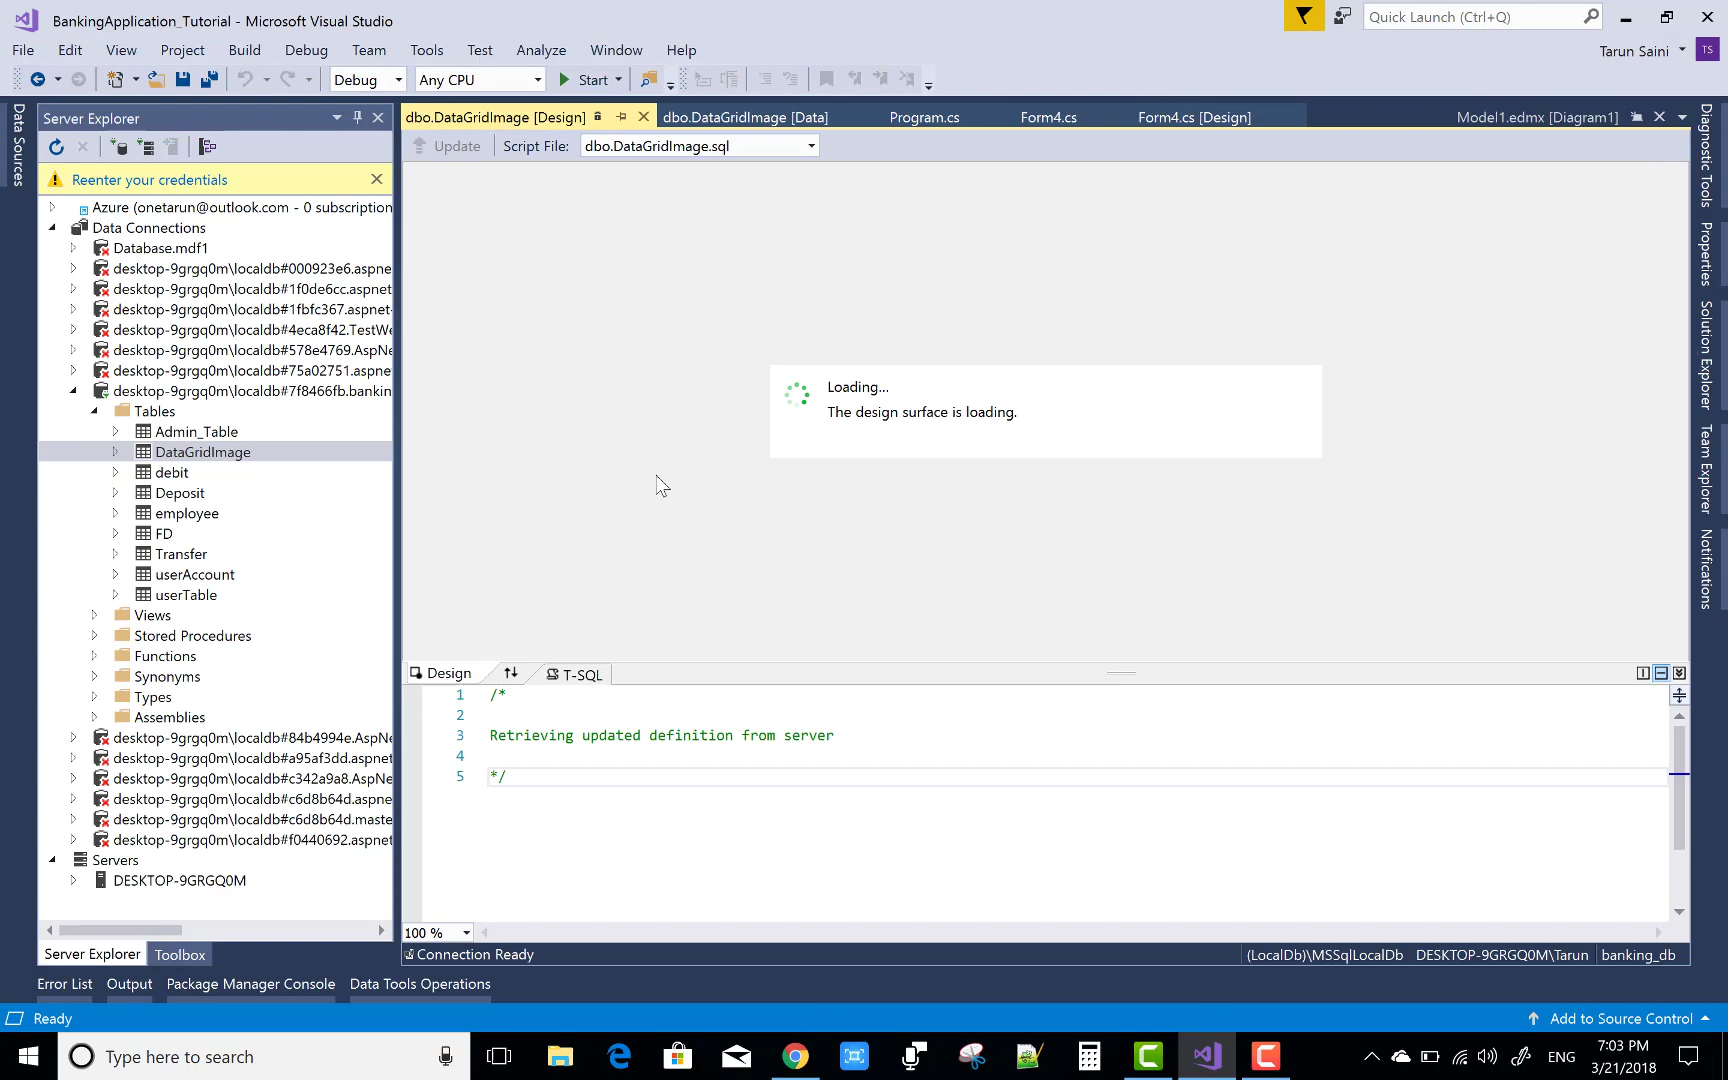 BankingApplication_Tutorial - Microsoft Visual Studio
Quick Launch (Ctrl+Q)
File Edit View Project Build Debug Team Tools Test Analyze Window Help
Tarun Saini TS
Debug Any CPU Start
Data Sources
Server Explorer
dbo.DataGridImage [Design] dbo.DataGridImage [Data] Program.cs Form4.cs Form4.cs [Design] Model1.edmx [Diagram1]
Update Script File: dbo.DataGridImage.sql
Reenter your credentials
Azure (onetarun@outlook.com - 0 subscription
Data Connections
Database.mdf1
desktop-9grgq0m\localdb#000923e6.aspne
desktop-9grgq0m\localdb#1f0de6cc.aspnet
desktop-9grgq0m\localdb#1fbfc367.aspnet-
desktop-9grgq0m\localdb#4eca8f42.TestWe
desktop-9grgq0m\localdb#578e4769.AspNe
desktop-9grgq0m\localdb#75a02751.aspnet
desktop-9grgq0m\localdb#7f8466fb.bankin
Tables
Admin_Table
DataGridImage
debit
Deposit
employee
FD
Transfer
userAccount
userTable
Views
Stored Procedures
Functions
Synonyms
Types
Assemblies
desktop-9grgq0m\localdb#84b4994e.AspNe
desktop-9grgq0m\localdb#a95af3dd.aspnet
desktop-9grgq0m\localdb#c342a9a8.AspNe
desktop-9grgq0m\localdb#c6d8b64d.aspne
desktop-9grgq0m\localdb#c6d8b64d.maste
desktop-9grgq0m\localdb#f0440692.aspnet
Servers
DESKTOP-9GRGQ0M
Server Explorer Toolbox
Loading...
The design surface is loading.
Design T-SQL
1 /*
2
3 Retrieving updated definition from server
4
5 */
100 %
Connection Ready (LocalDb)\MSSqlLocalDb DESKTOP-9GRGQ0M\Tarun banking_db
Diagnostic Tools
Properties
Solution Explorer
Team Explorer
Notifications
Error List Output Package Manager Console Data Tools Operations
Ready Add to Source Control
Type here to search
ENG
7:03 PM
3/21/2018